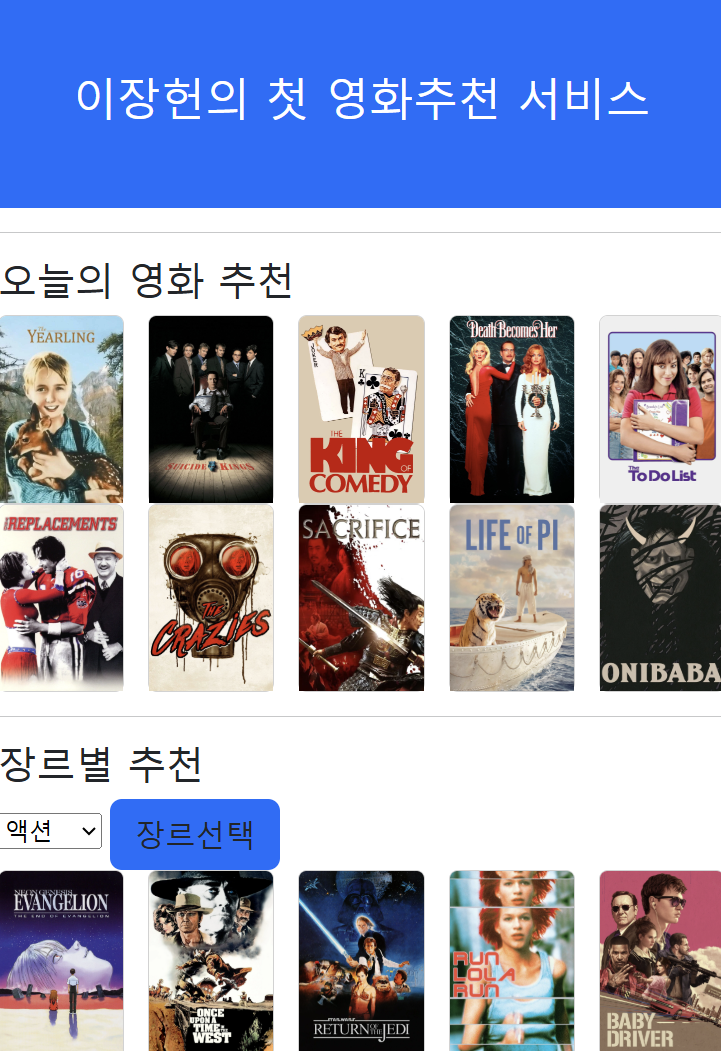 이장헌의 첫 영화추천 서비스
오늘의 영화 추천
The
YEARLING
SUICIDE KINGS
JOKER
K
THE
KING
OF
COMEDY
Death Becomes Her
The
To Do List
THE REPLACEMENTS
16
THE
CRAZIES
SACRIFICE
LIFE OF PI
ONIBABA
장르별 추천
액션
장르선택
NEON GENESIS
EVANGELION
THE END OF EVANGELION
ONCE
UPON A
TIME IN THE
WEST
STAR WARS
RETURN OF THE JEDI
RUN
LOLA
RUN
BABY
DRIVER